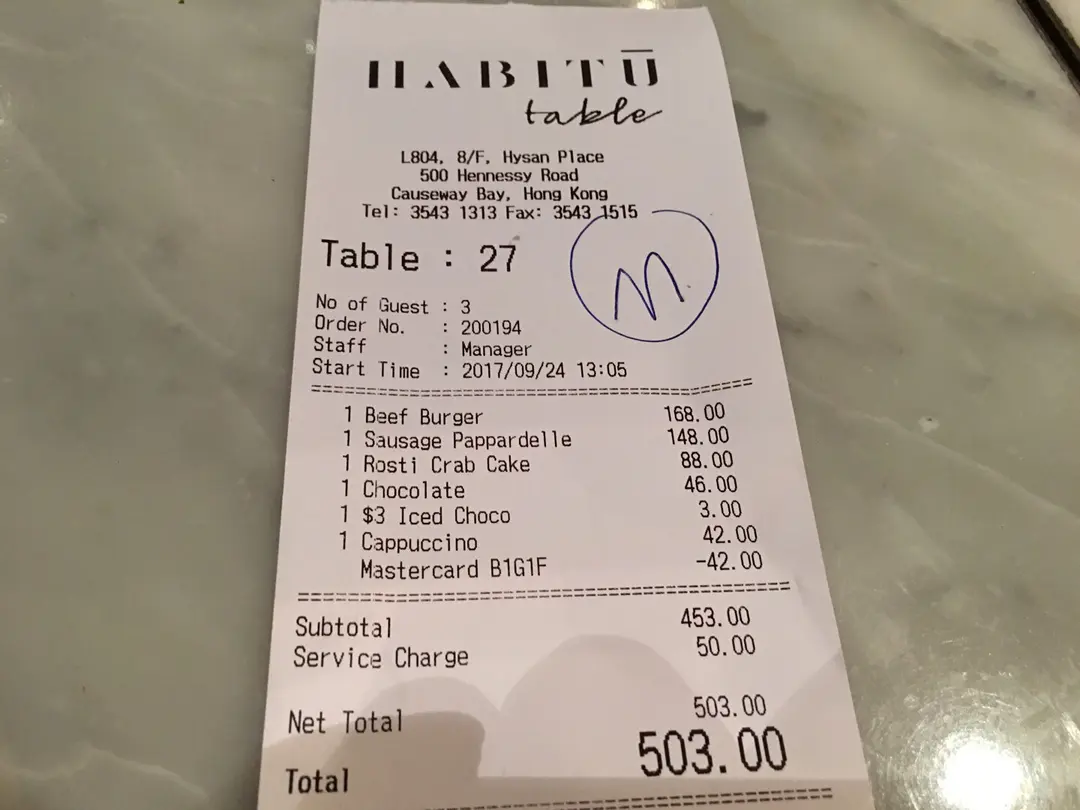 HABITŪ
table
L804, 8/F, Hysan Place
500 Hennessy Road
Causeway Bay, Hong Kong
Tel: 3543 1313 Fax: 3543 1515
Table : 27
M
No of Guest : 3
Order No. : 200194
Staff : Manager
Start Time : 2017/09/24 13:05
1 Beef Burger 168.00
1 Sausage Pappardelle 148.00
1 Rosti Crab Cake 88.00
1 Chocolate 46.00
1 $3 Iced Choco 3.00
1 Cappuccino 42.00
Mastercard B1G1F -42.00
Subtotal 453.00
Service Charge 50.00
Net Total 503.00
Total 503.00